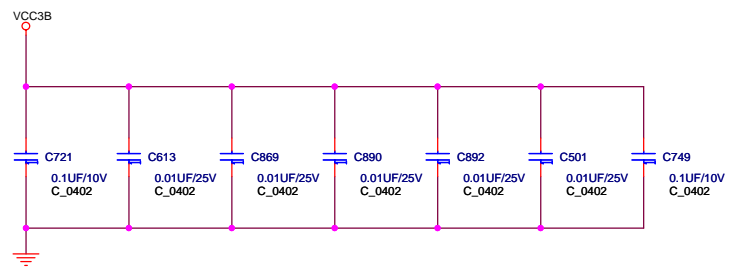 VCC3B
C721
C613
C869
C890
C892
C501
C749
0.1UF/10V
0.01UF/25V
0.01UF/25V
0.01UF/25V
0.01UF/25V
0.01UF/25V
0.1UF/10V
C_0402
C_0402
C_0402
C_0402
C_0402
C_0402
C_0402